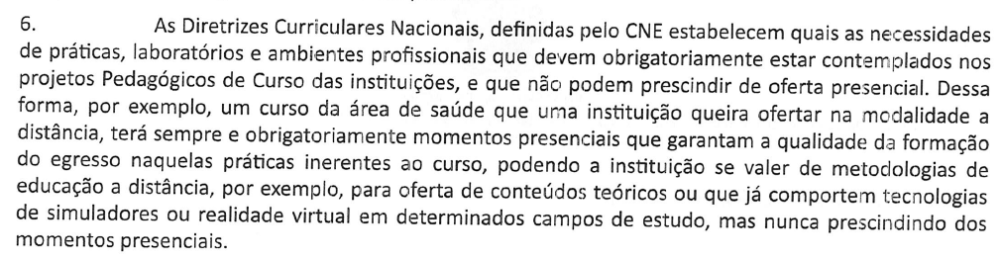 6. As Diretrizes Curriculares Nacionais, definidas pelo CNE estabelecem quais as necessidades
de práticas, laboratórios e ambientes profissionais que devem obrigatoriamente estar contemplados nos
projetos Pedagógicos de Curso das instituições, e que não podem prescindir de oferta presencial. Dessa
forma, por exemplo, um curso da área de saúde que uma instituição queira ofertar na modalidade a
distância, terá sempre e obrigatoriamente momentos presenciais que garantam a qualidade da formação
do egresso naquelas práticas inerentes ao curso, podendo a instituição se valer de metodologias de
educação a distância, por exemplo, para oferta de conteúdos teóricos ou que já comportem tecnologias
de simuladores ou realidade virtual em determinados campos de estudo, mas nunca prescindindo dos
momentos presenciais.